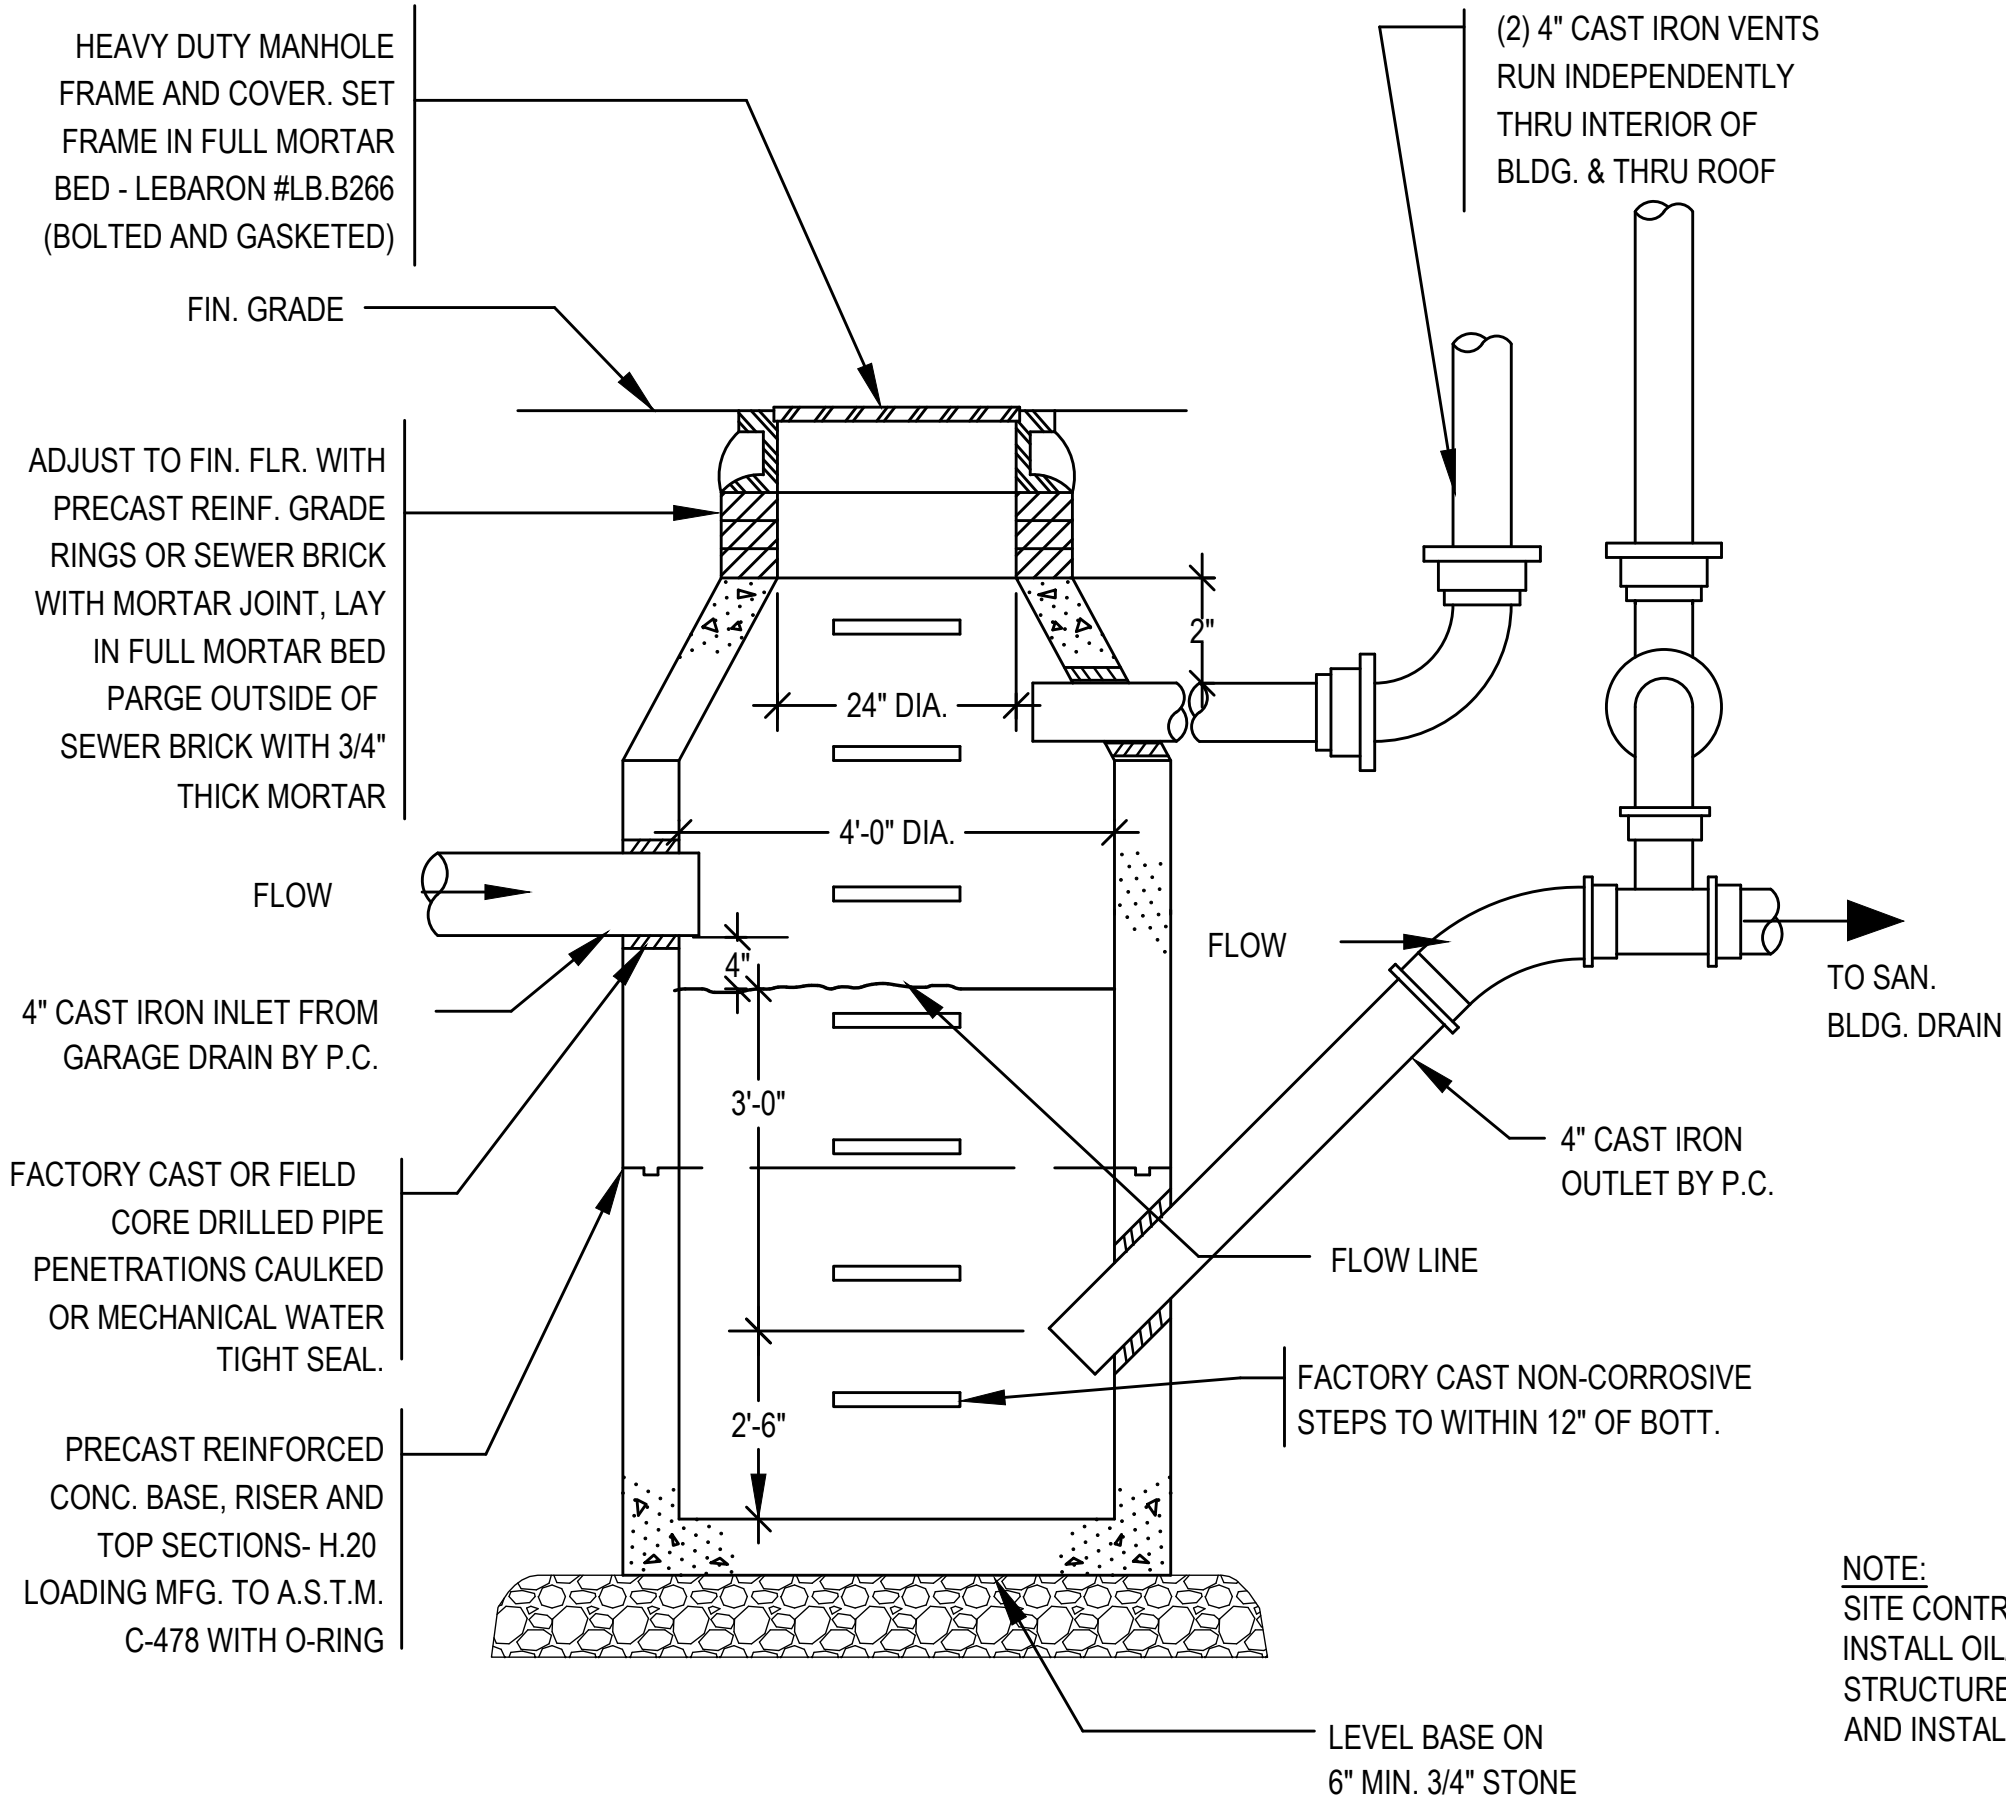 HEAVY DUTY MANHOLE
FRAME AND COVER. SET
FRAME IN FULL MORTAR
BED - LEBARON #LB.B266
(BOLTED AND GASKETED)
(2) 4" CAST IRON VENTS
RUN INDEPENDENTLY
THRU INTERIOR OF
BLDG. & THRU ROOF
FIN. GRADE
ADJUST TO FIN. FLR. WITH
PRECAST REINF. GRADE
RINGS OR SEWER BRICK
WITH MORTAR JOINT, LAY
IN FULL MORTAR BED
PARGE OUTSIDE OF
SEWER BRICK WITH 3/4"
THICK MORTAR
2"
24" DIA.
4'-0" DIA.
FLOW
4"
FLOW
TO SAN.
BLDG. DRAIN
4" CAST IRON INLET FROM
GARAGE DRAIN BY P.C.
3'-0"
4" CAST IRON
OUTLET BY P.C.
FACTORY CAST OR FIELD
CORE DRILLED PIPE
PENETRATIONS CAULKED
OR MECHANICAL WATER
TIGHT SEAL.
FLOW LINE
2'-6"
FACTORY CAST NON-CORROSIVE
STEPS TO WITHIN 12" OF BOTT.
PRECAST REINFORCED
CONC. BASE, RISER AND
TOP SECTIONS- H.20
LOADING MFG. TO A.S.T.M.
C-478 WITH O-RING
LEVEL BASE ON
6" MIN. 3/4" STONE
NOTE:
SITE
INSTALL
AND